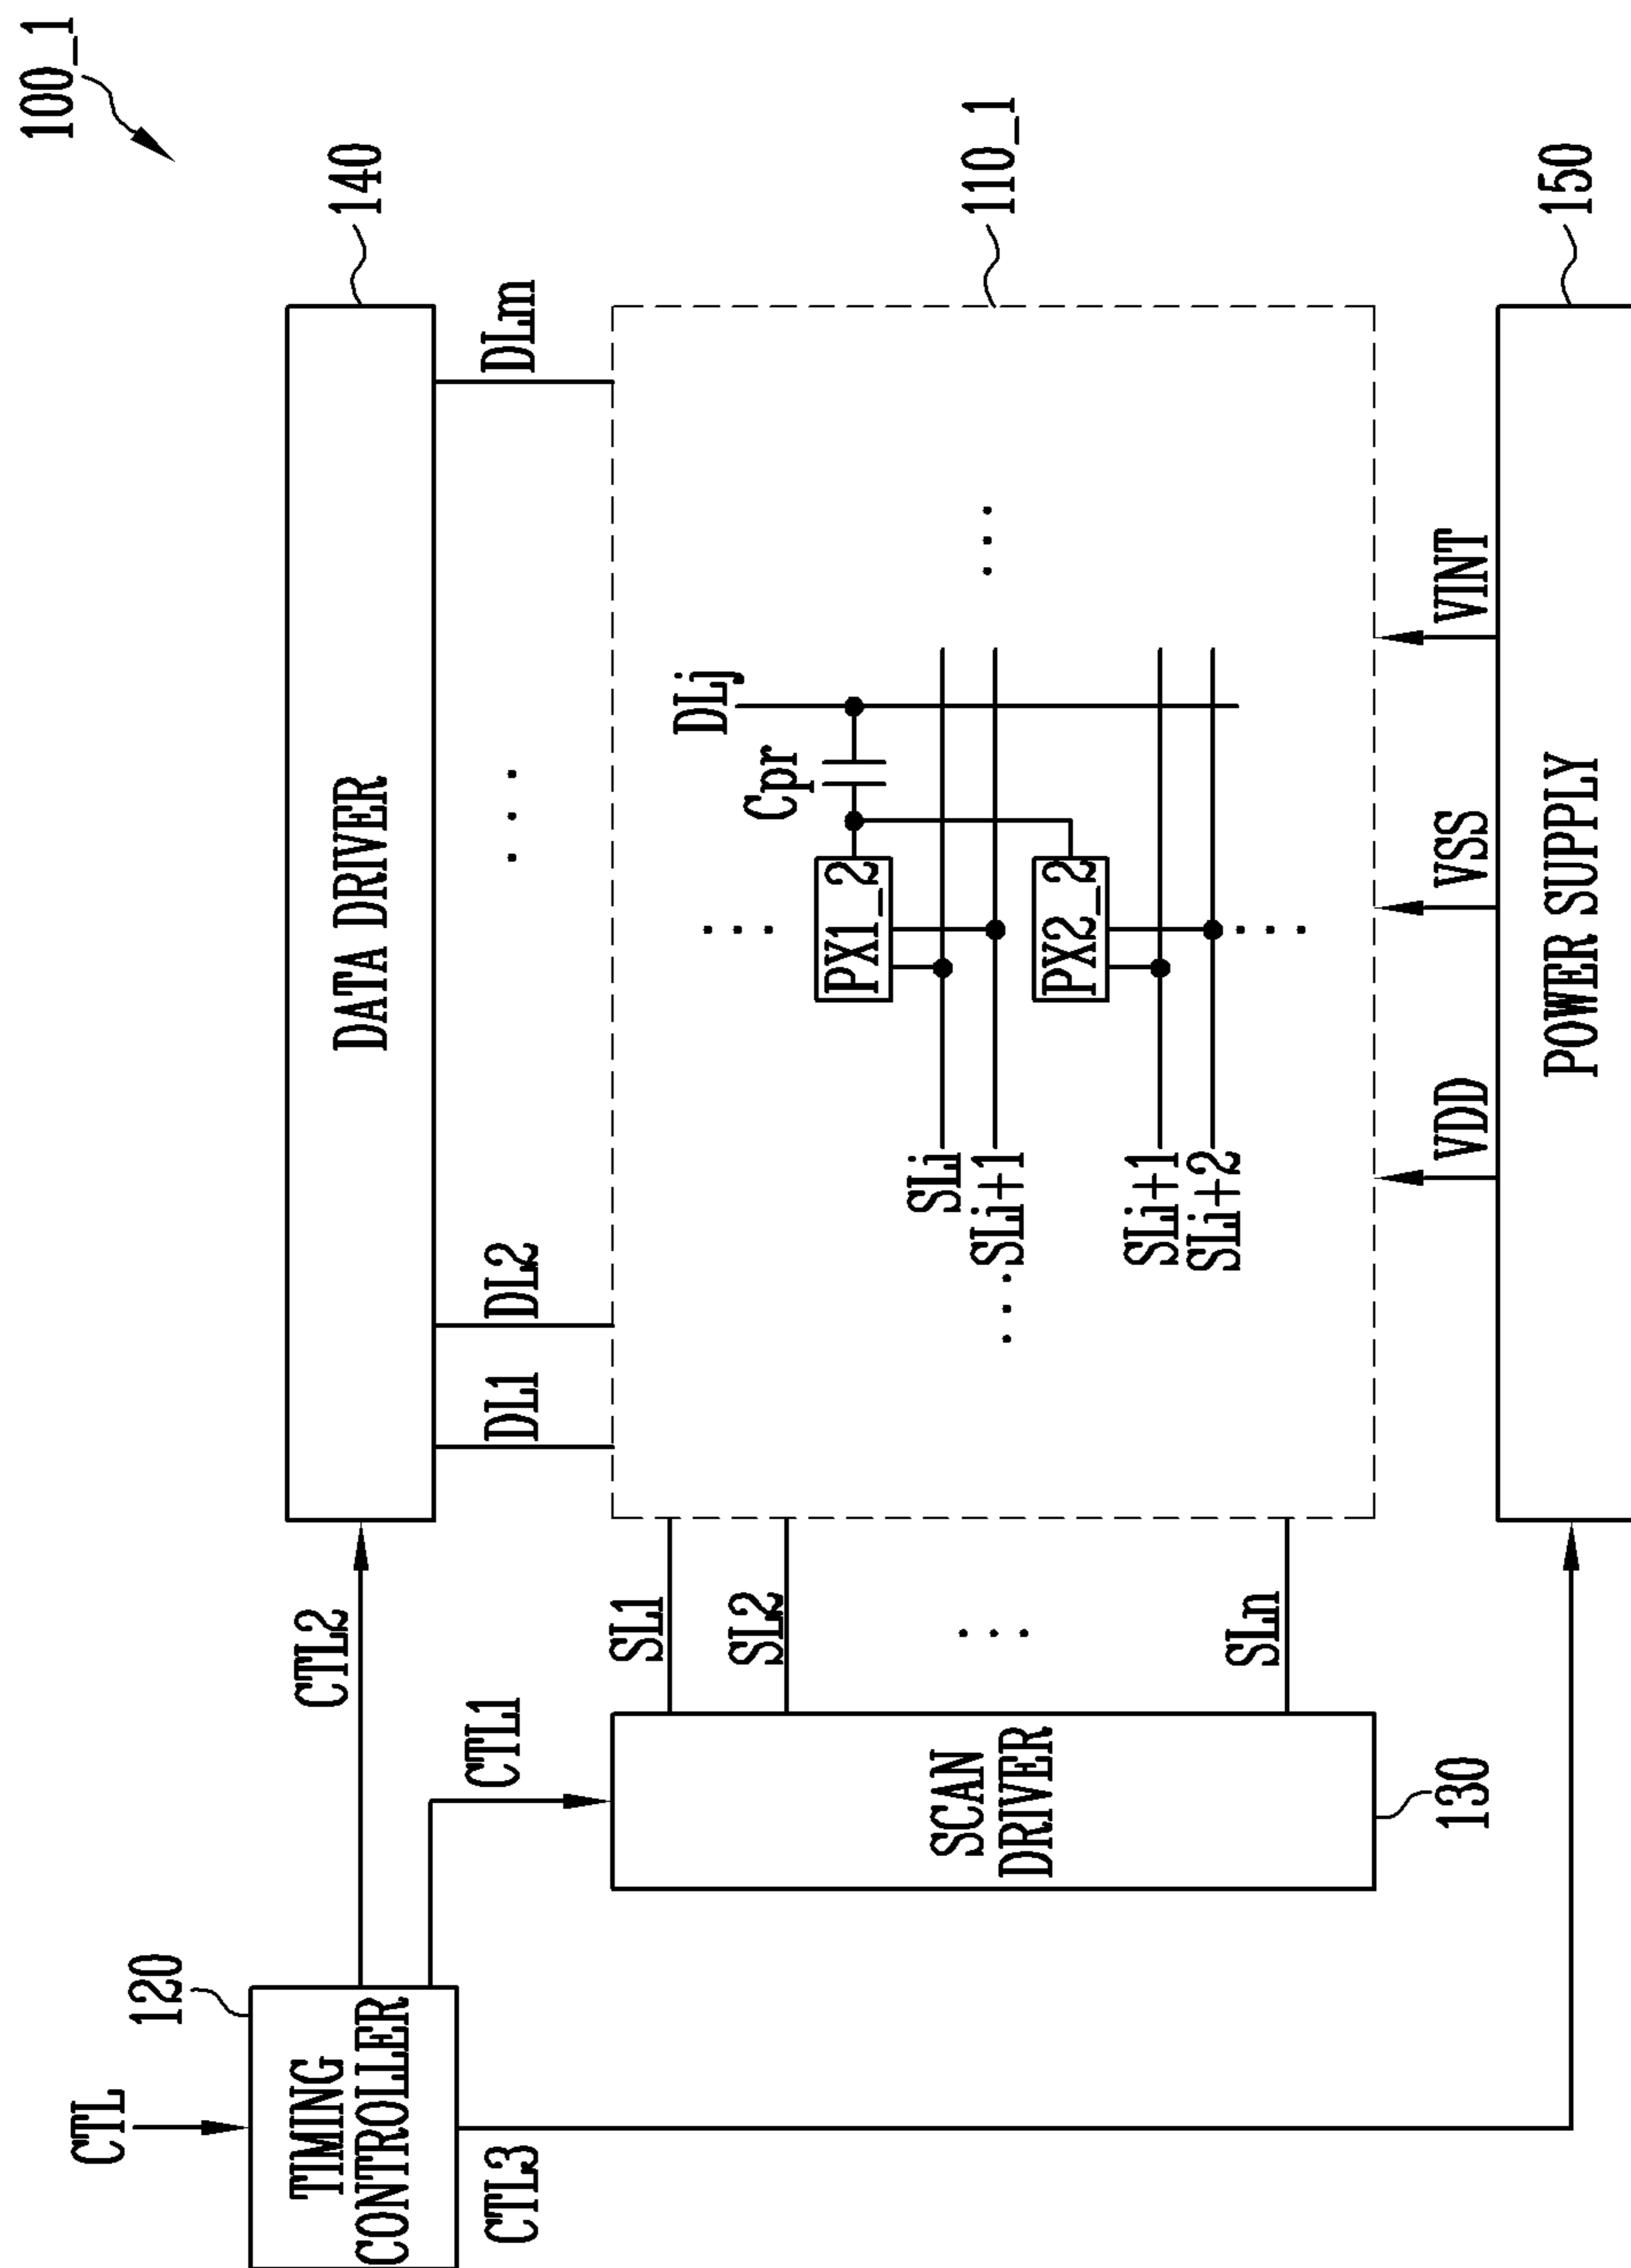 100_1
CTL
120
TIMING
CONTROLLER
CTL2
CTL1
CTL3
DATA DRIVER
140
DL1
DL2
. . .
DLm
SCAN
DRIVER
130
SL1
SL2
. . .
SLn
110_1
. . .
DLj
Cpr
PX1_2
SLi
SLi+1
. . .
. . .
PX2_2
SLi+1
SLi+2
. . .
VDD
VSS
VINT
POWER SUPPLY
150